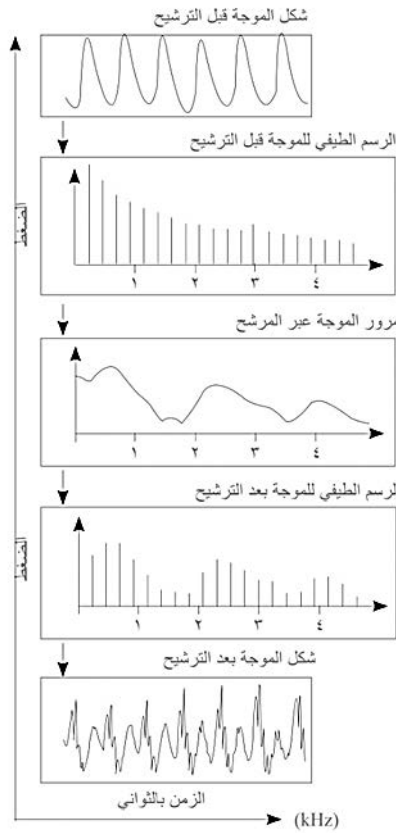 شكل الموجة قبل الترشيح
الرسم الطيفي للموجة قبل الترشيح
الضغط
١ ٢ ٣ ٤
مرور الموجة عبر المرشح
١ ٢ ٣ ٤
الرسم الطيفي للموجة بعد الترشيح
الضغط
١ ٢ ٣ ٤
شكل الموجة بعد الترشيح
الزمن بالثواني
(kHz)